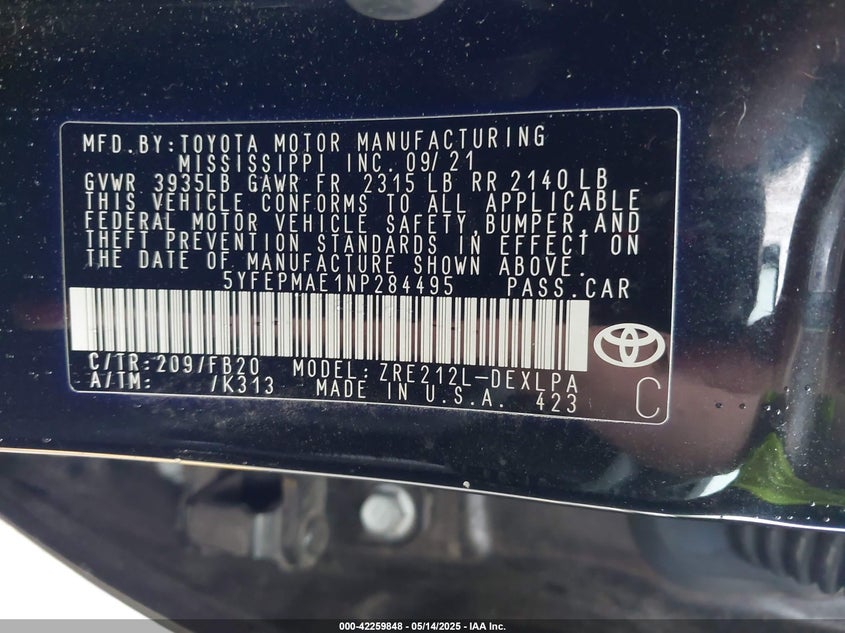 MFD.BY:TOYOTA MOTOR MANUFACTURING
MISSISSIPPI INC. 09/21
GVWR 3935LB GAWR FR 2315 LB RR 2140 LB
THIS VEHICLE CONFORMS TO ALL APPLICABLE
FEDERAL MOTOR VEHICLE SAFETY,BUMPER,AND
THEFT PREVENTION STANDARDS IN EFFECT ON
THE DATE OF MANUFACTURE SHOWN ABOVE.
5YFEPMAE1NP284495 PASS.CAR
C/TR:209/FB20 MODEL:ZRE212L-DEXLPA
A/TM: /K313 MADE IN U.S.A. 423
C
000-42259848 - 05/14/2025 - IAA Inc.